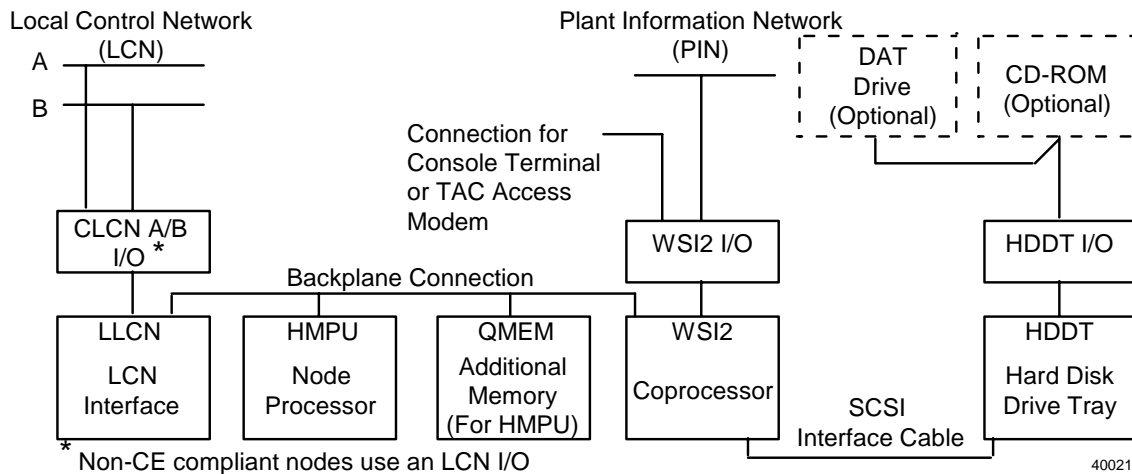 Local Control Network
(LCN)
A
B
Plant Information Network
(PIN)
DAT
Drive
(Optional)
CD-ROM
(Optional)
Connection for
Console Terminal
or TAC Access
Modem
CLCN A/B
I/O *
WSI2 I/O
HDDT I/O
Backplane Connection
LLCN
LCN
Interface
HMPU
Node
Processor
QMEM
Additional
Memory
(For HMPU)
WSI2
Coprocessor
SCSI
Interface Cable
HDDT
Hard Disk
Drive Tray
* Non-CE compliant nodes use an LCN I/O
40021